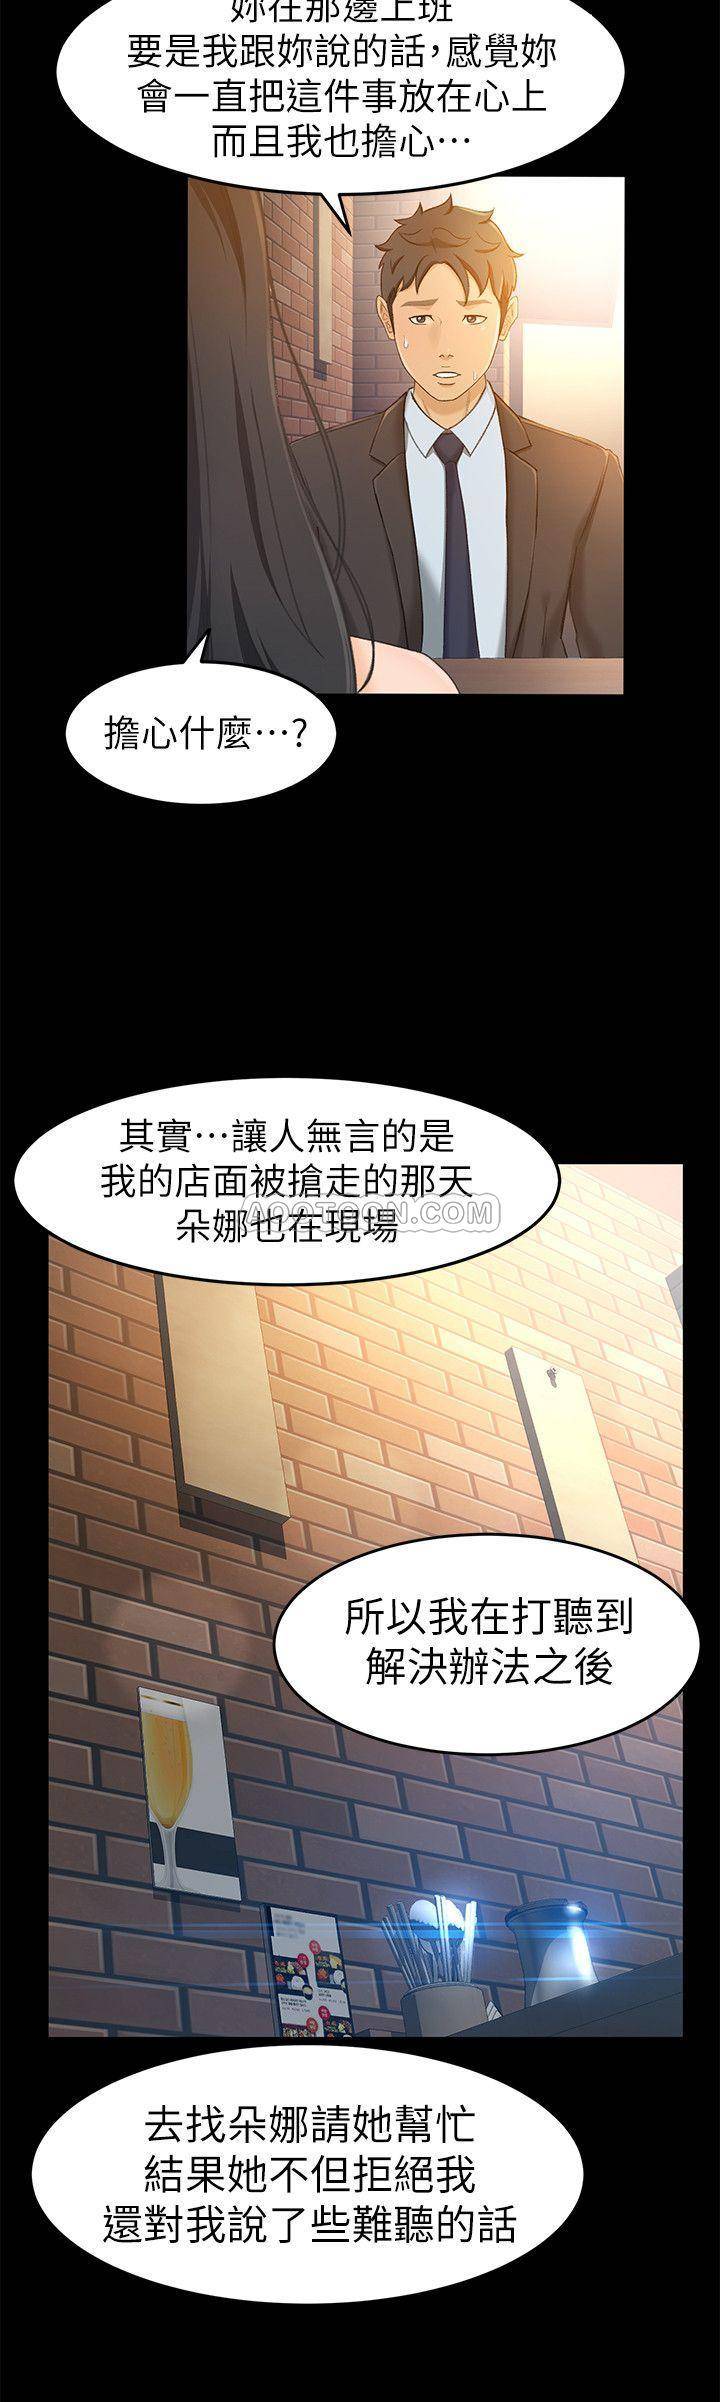 妳在那邊上班
要是我跟妳說的話，感覺妳
會一直把這件事放在心上
而且我也擔心…
擔心什麼…?
其實…讓人無言的是
我的店面被搶走的那天
朵娜也在現場
AOOTOON.COM
所以我在打聽到
解決辦法之後
去找朵娜請她幫忙
結果她不但拒絕我
還對我說了些難聽的話